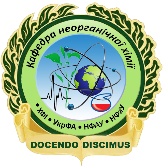 Кафедра неорганічної хімії
ХФІ • УкрФА • НФАУ • НФУ
DOCENDO DISCIMUS